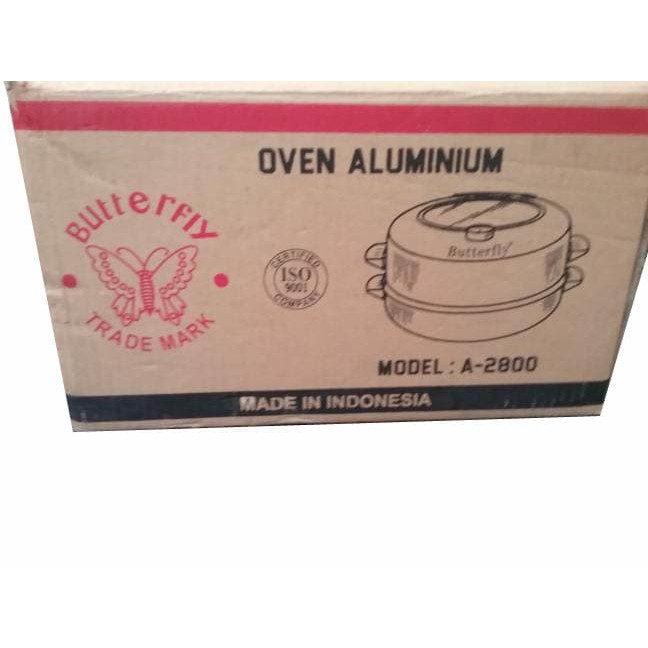 OVEN ALUMINIUM
Butterfly
TRADE MARK
CERTIFIED
ISO
9001
COMPANY
Butterfly
MODEL : A-2800
MADE IN INDONESIA